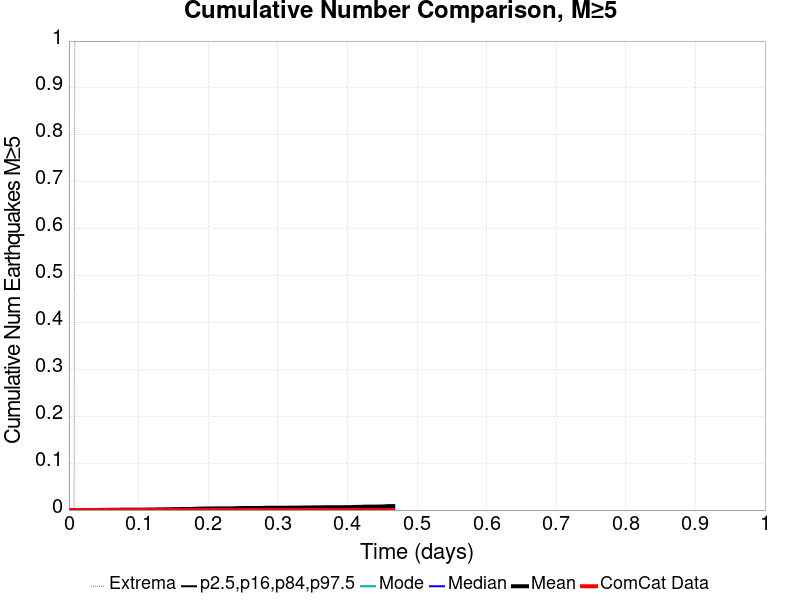 Cumulative Number Comparison, M≥5
Cumulative Num Earthquakes M≥5
1
0.9
0.8
0.7
0.6
0.5
0.4
0.3
0.2
0.1
0
0 0.1 0.2 0.3 0.4 0.5 0.6 0.7 0.8 0.9 1
Time (days)
Extrema p2.5,p16,p84,p97.5 Mode Median Mean ComCat Data